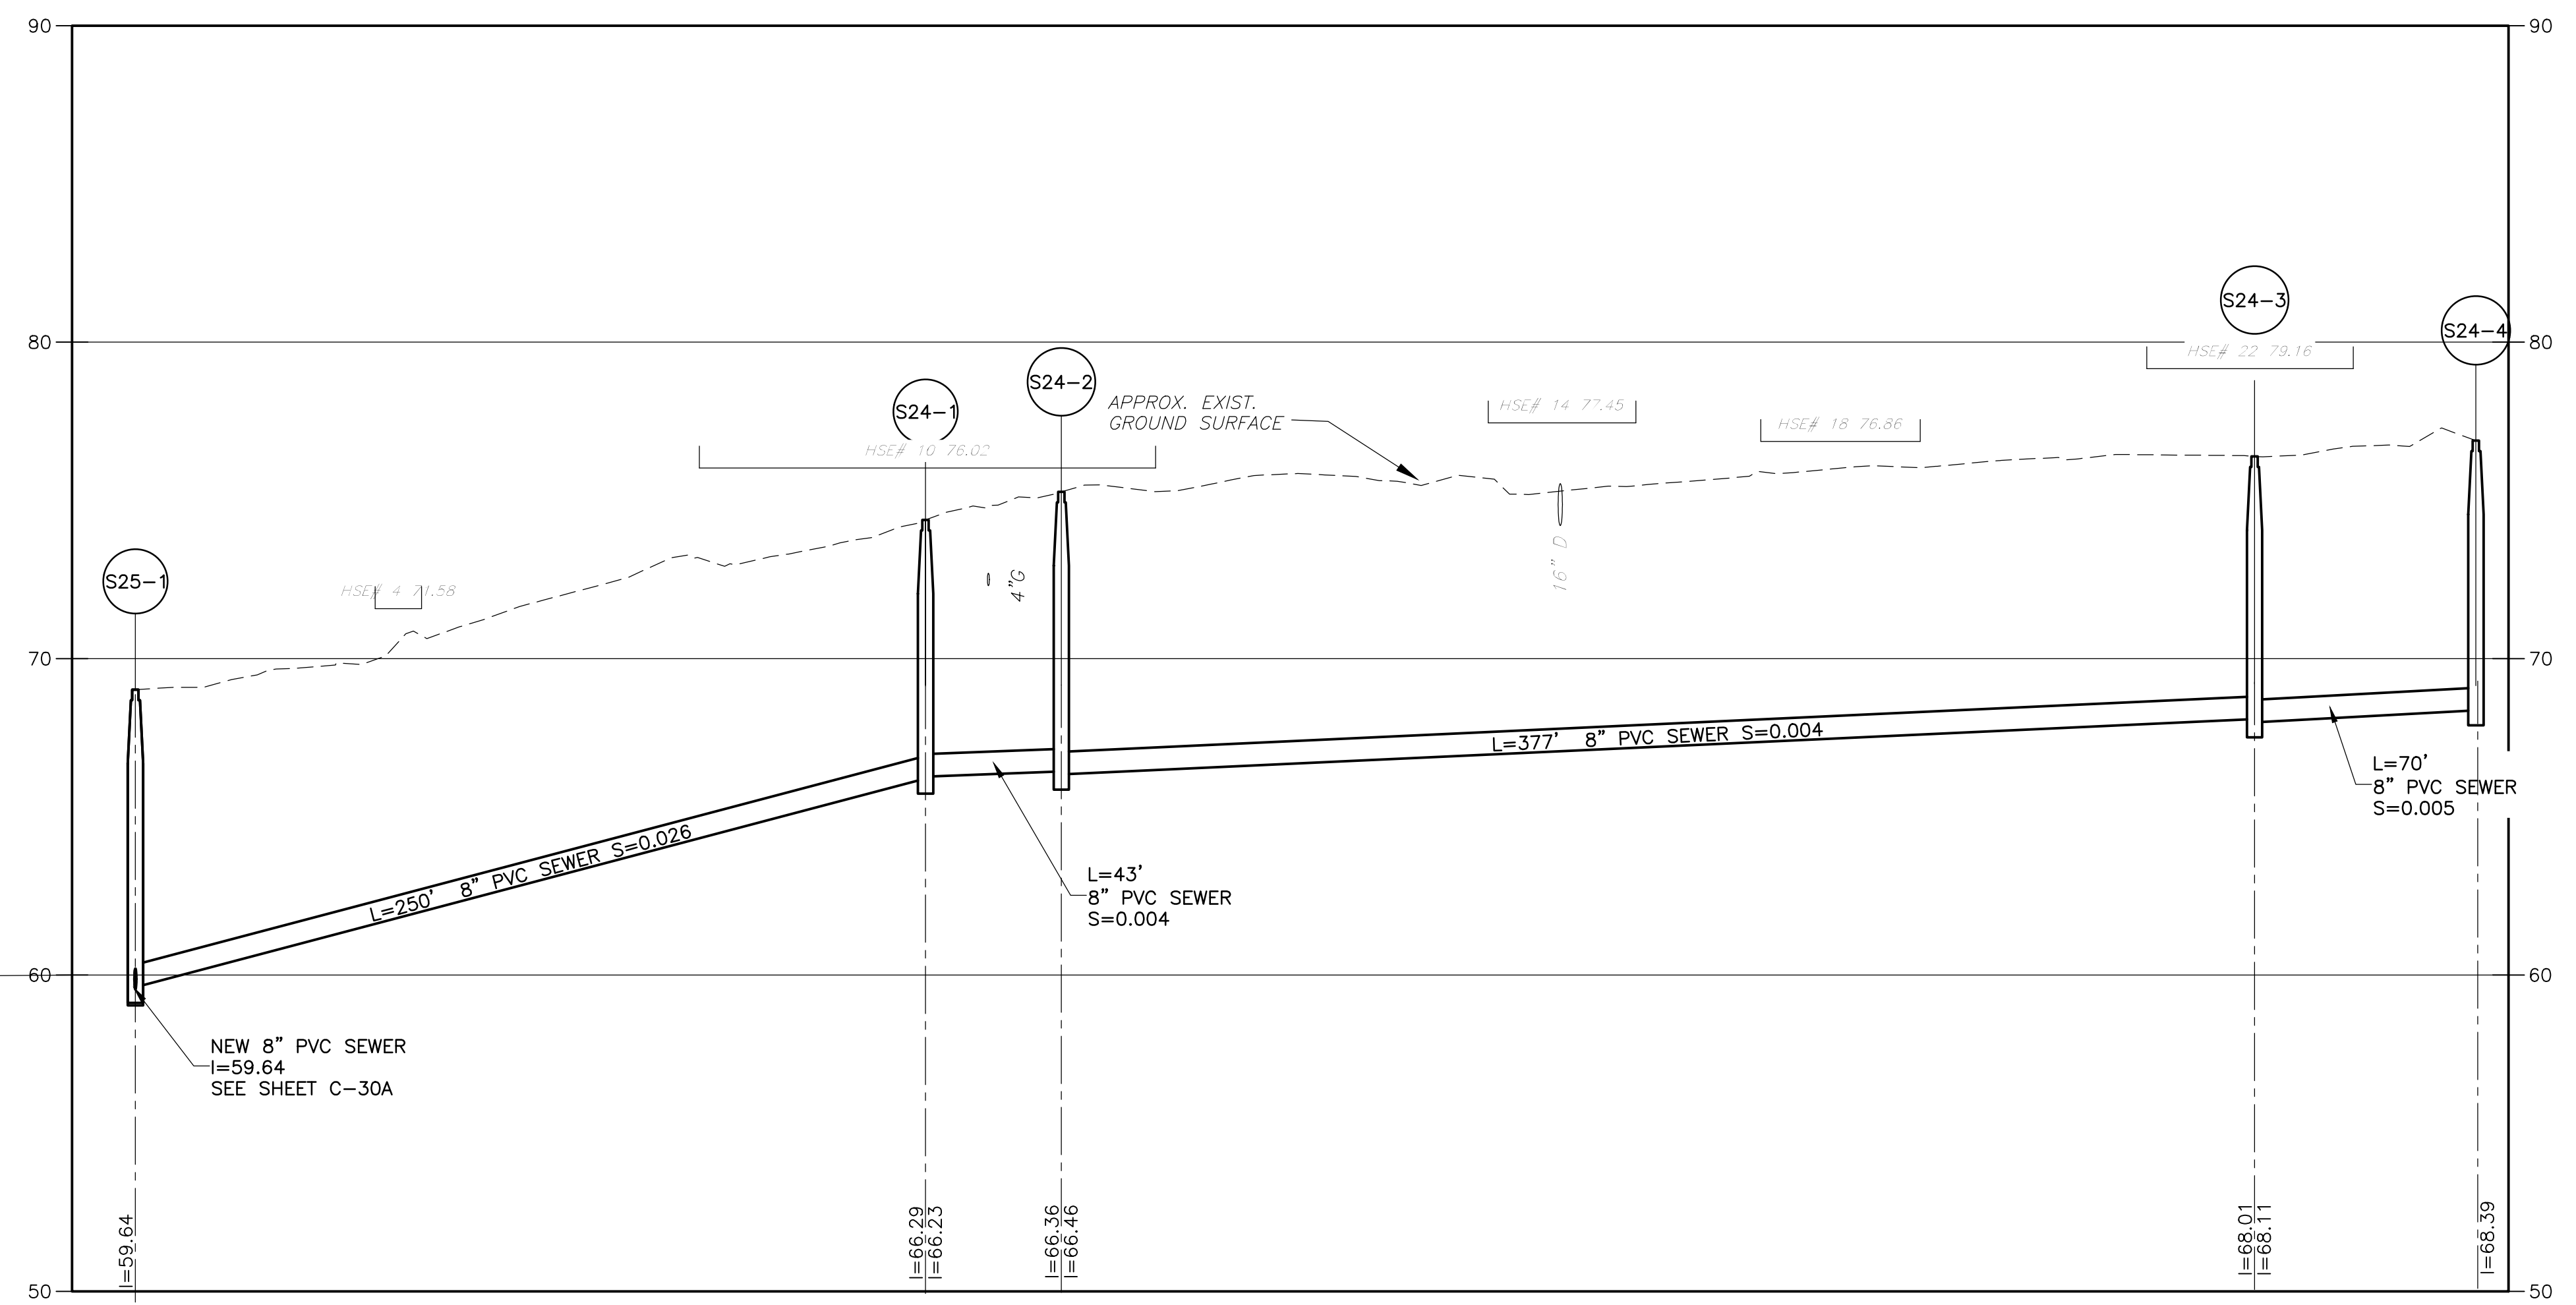 90
90
80
80
70
70
60
60
50
50
S25-1
S24-1
S24-2
S24-3
S24-4
HSE# 4 71.58
HSE# 10 76.02
APPROX. EXIST.
GROUND SURFACE
HSE# 14 77.45
HSE# 18 76.86
HSE# 22 79.16
4"G
16" D
L=250' 8" PVC SEWER S=0.026
L=43'
8" PVC SEWER
S=0.004
L=377' 8" PVC SEWER S=0.004
L=70'
8" PVC SEWER
S=0.005
NEW 8" PVC SEWER
I=59.64
SEE SHEET C-30A
I=59.64
I=66.29
I=66.23
I=66.36
I=66.46
I=68.01
I=68.11
I=68.39